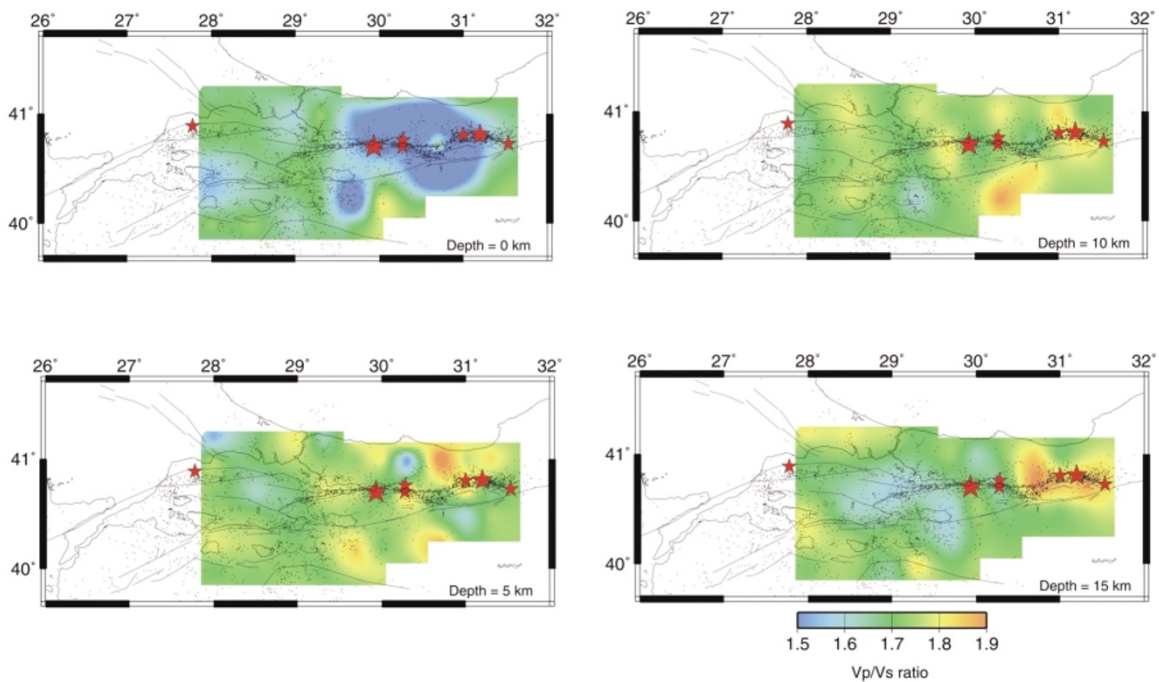 26° 27° 28° 29° 30° 31° 32°
41°
40°
Depth = 0 km
26° 27° 28° 29° 30° 31° 32°
41°
40°
Depth = 10 km
26° 27° 28° 29° 30° 31° 32°
41°
40°
Depth = 5 km
26° 27° 28° 29° 30° 31° 32°
41°
40°
Depth = 15 km
1.5 1.6 1.7 1.8 1.9
Vp/Vs ratio